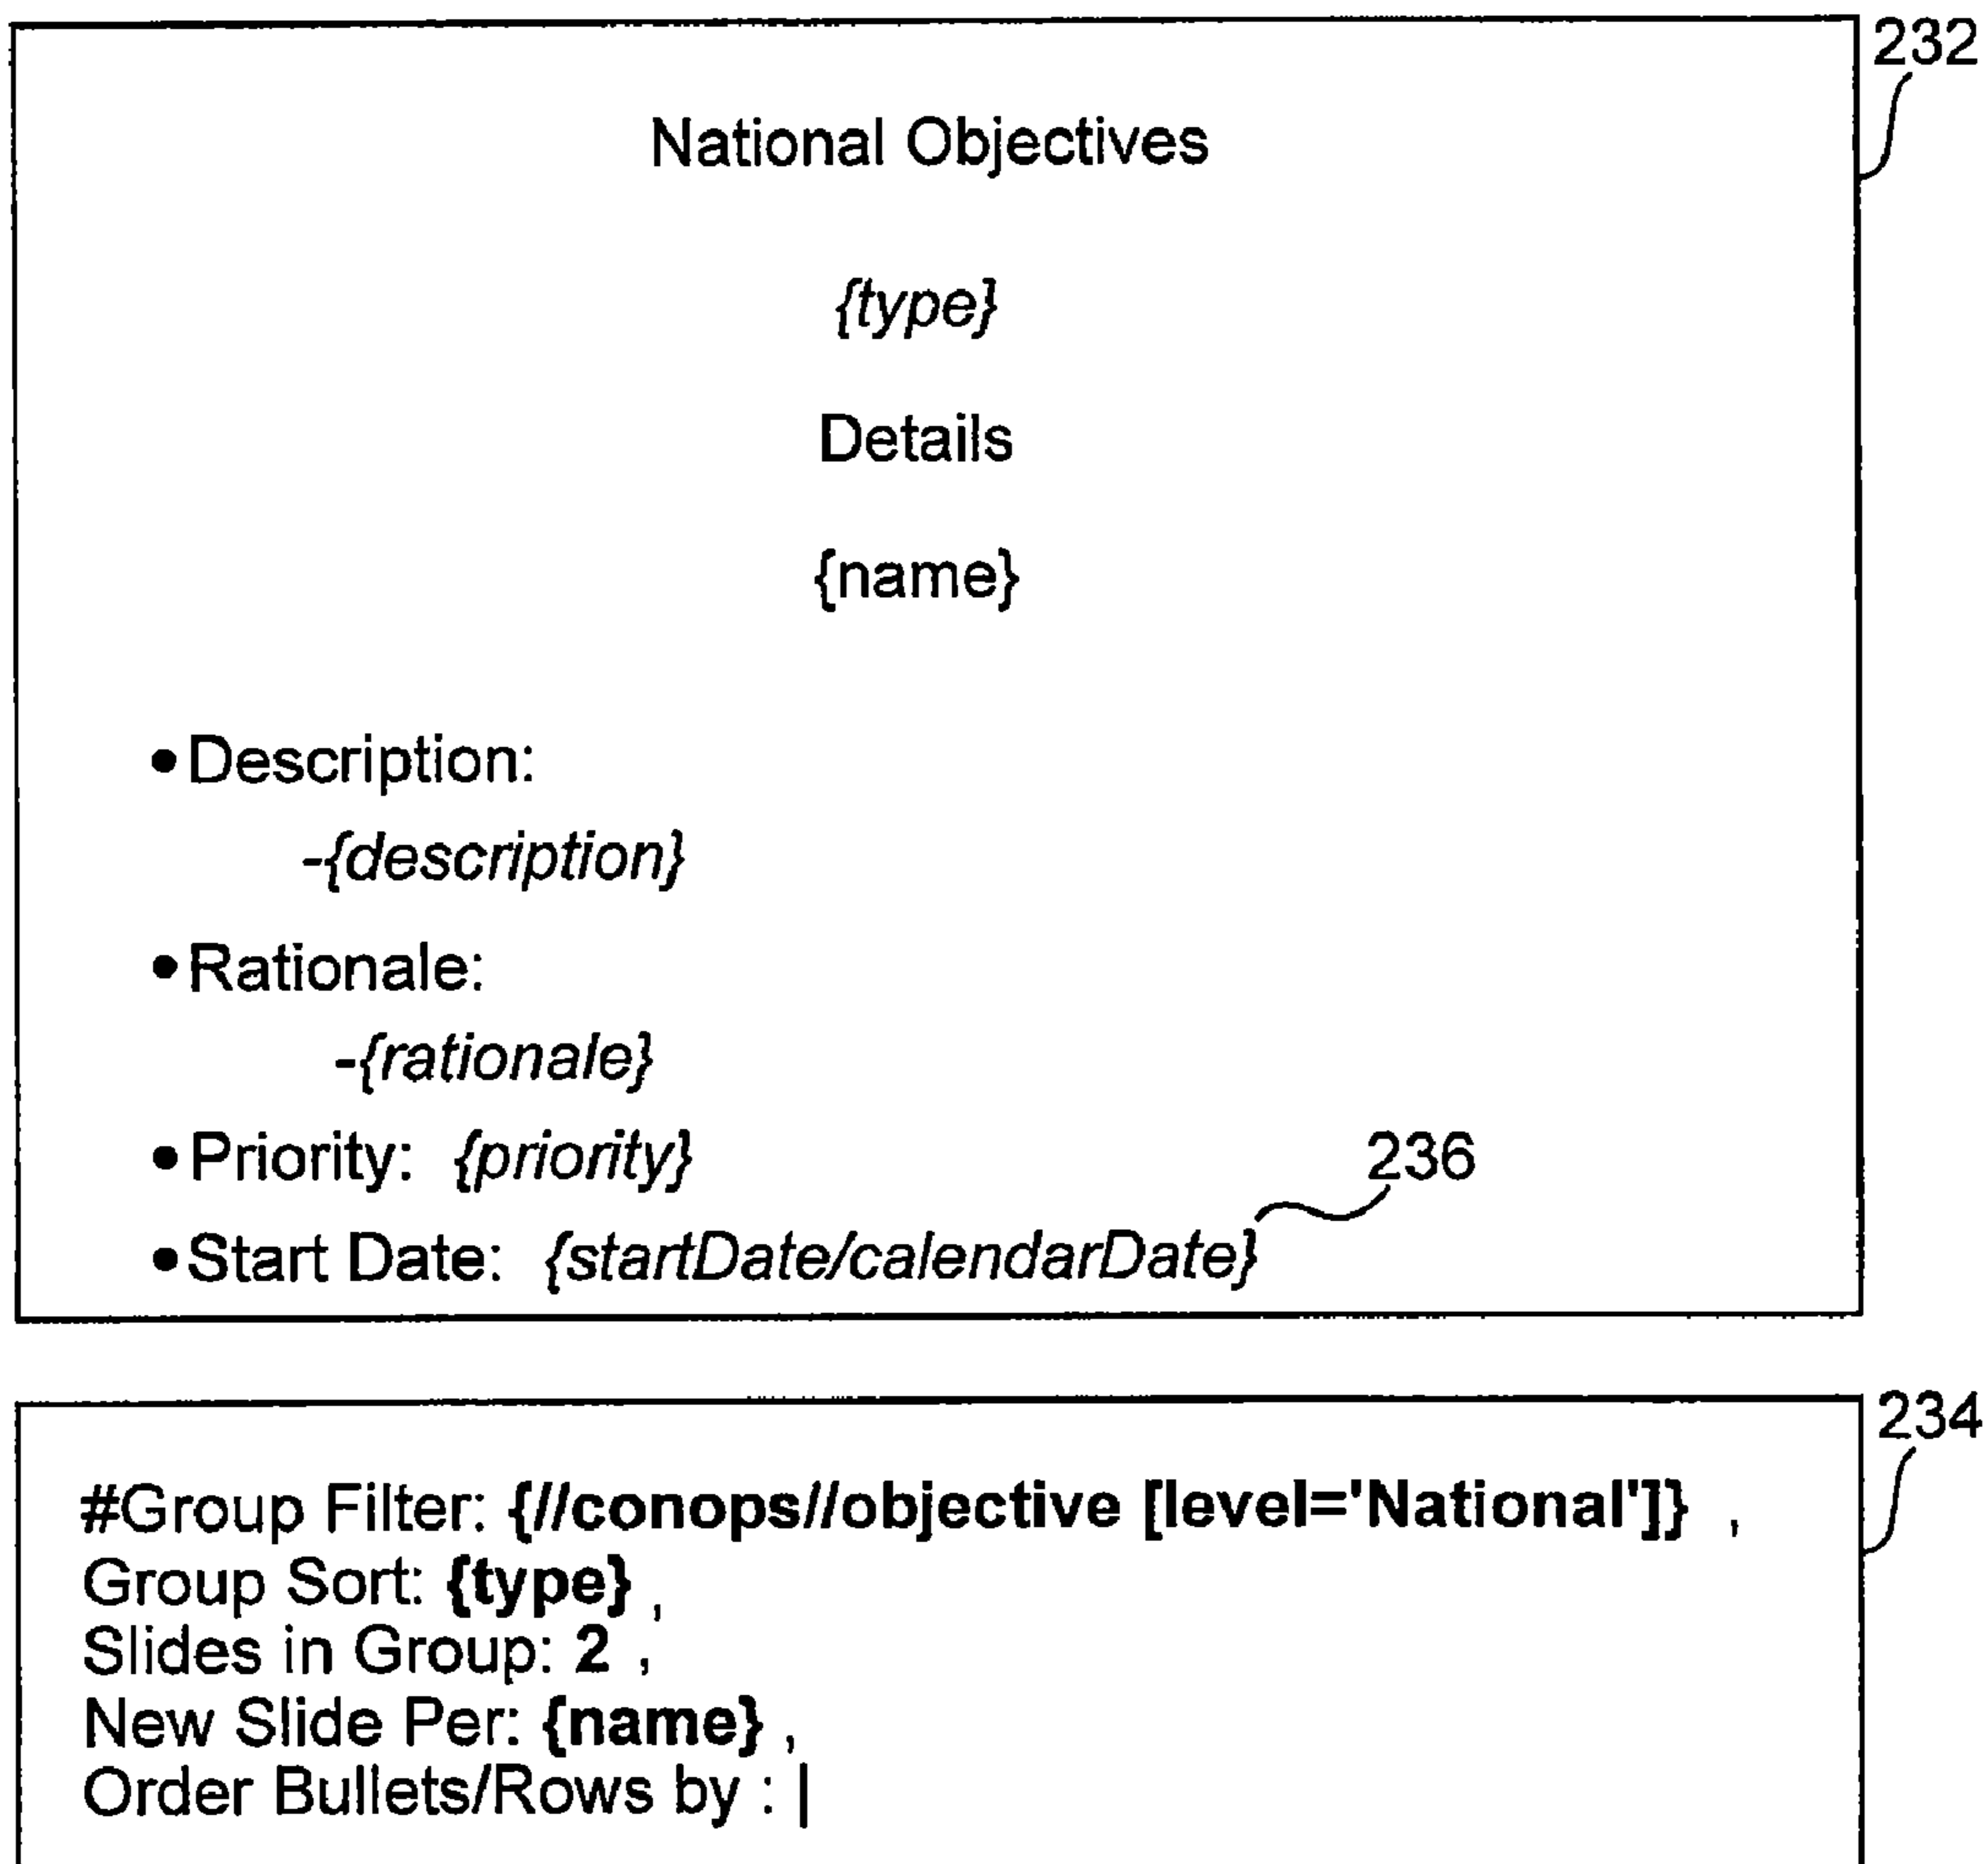 232
National Objectives
{type}
Details
{name}
•Description:
-{description}
•Rationale:
-{rationale}
•Priority: {priority}
236
•Start Date: {startDate/calendarDate}
234
#Group Filter: {//conops//objective [level='National']} ,
Group Sort: {type} ,
Slides in Group: 2 ,
New Slide Per: {name} ,
Order Bullets/Rows by : |